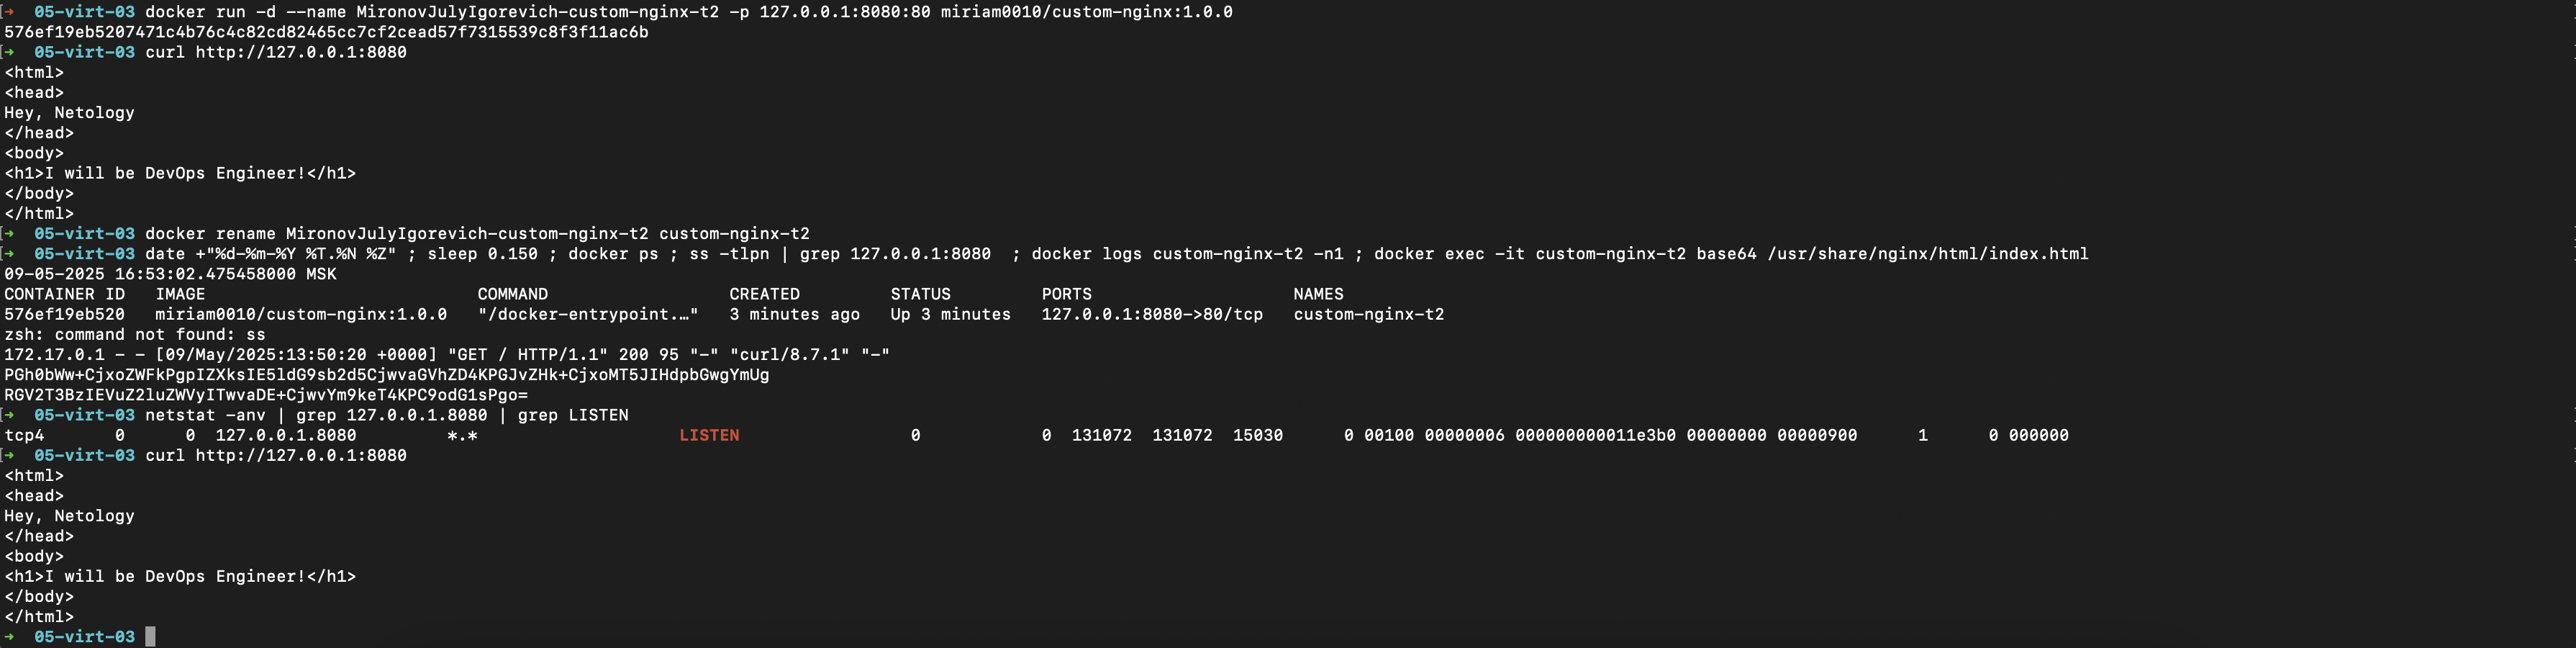 [→  05-virt-03 docker run -d --name MironovJulyIgorevich-custom-nginx-t2 -p 127.0.0.1:8080:80 miriam0010/custom-nginx:1.0.0
576ef19eb5207471c4b76c4c82cd82465cc7cf2cead57f7315539c8f3f11ac6b
[→  05-virt-03 curl http://127.0.0.1:8080
<html>
<head>
Hey, Netology
</head>
<body>
<h1>I will be DevOps Engineer!</h1>
</body>
</html>
[→  05-virt-03 docker rename MironovJulyIgorevich-custom-nginx-t2 custom-nginx-t2
[→  05-virt-03 date +"%d-%m-%Y %T.%N %Z" ; sleep 0.150 ; docker ps ; ss -tlpn | grep 127.0.0.1:8080  ; docker logs custom-nginx-t2 -n1 ; docker exec -it custom-nginx-t2 base64 /usr/share/nginx/html/index.html
09-05-2025 16:53:02.475458000 MSK
CONTAINER ID   IMAGE                           COMMAND                  CREATED         STATUS         PORTS                    NAMES
576ef19eb520   miriam0010/custom-nginx:1.0.0   "/docker-entrypoint.…"   3 minutes ago   Up 3 minutes   127.0.0.1:8080->80/tcp   custom-nginx-t2
zsh: command not found: ss
172.17.0.1 - - [09/May/2025:13:50:20 +0000] "GET / HTTP/1.1" 200 95 "-" "curl/8.7.1" "-"
PGh0bWw+CjxoZWFkPgpIZXksIE5ldG9sb2d5CjwvaGVhZD4KPGJvZHk+CjxoMT5JIHdpbGwgYmUg
RGV2T3BzIEVuZ2luZWVyITwvaDE+CjwvYm9keT4KPC9odG1sPgo=
[→  05-virt-03 netstat -anv | grep 127.0.0.1.8080 | grep LISTEN
tcp4       0      0  127.0.0.1.8080         *.*                    LISTEN                 0            0  131072  131072  15030      0 00100 00000006 000000000011e3b0 00000000 00000900      1      0 000000
[→  05-virt-03 curl http://127.0.0.1:8080
<html>
<head>
Hey, Netology
</head>
<body>
<h1>I will be DevOps Engineer!</h1>
</body>
</html>
→  05-virt-03